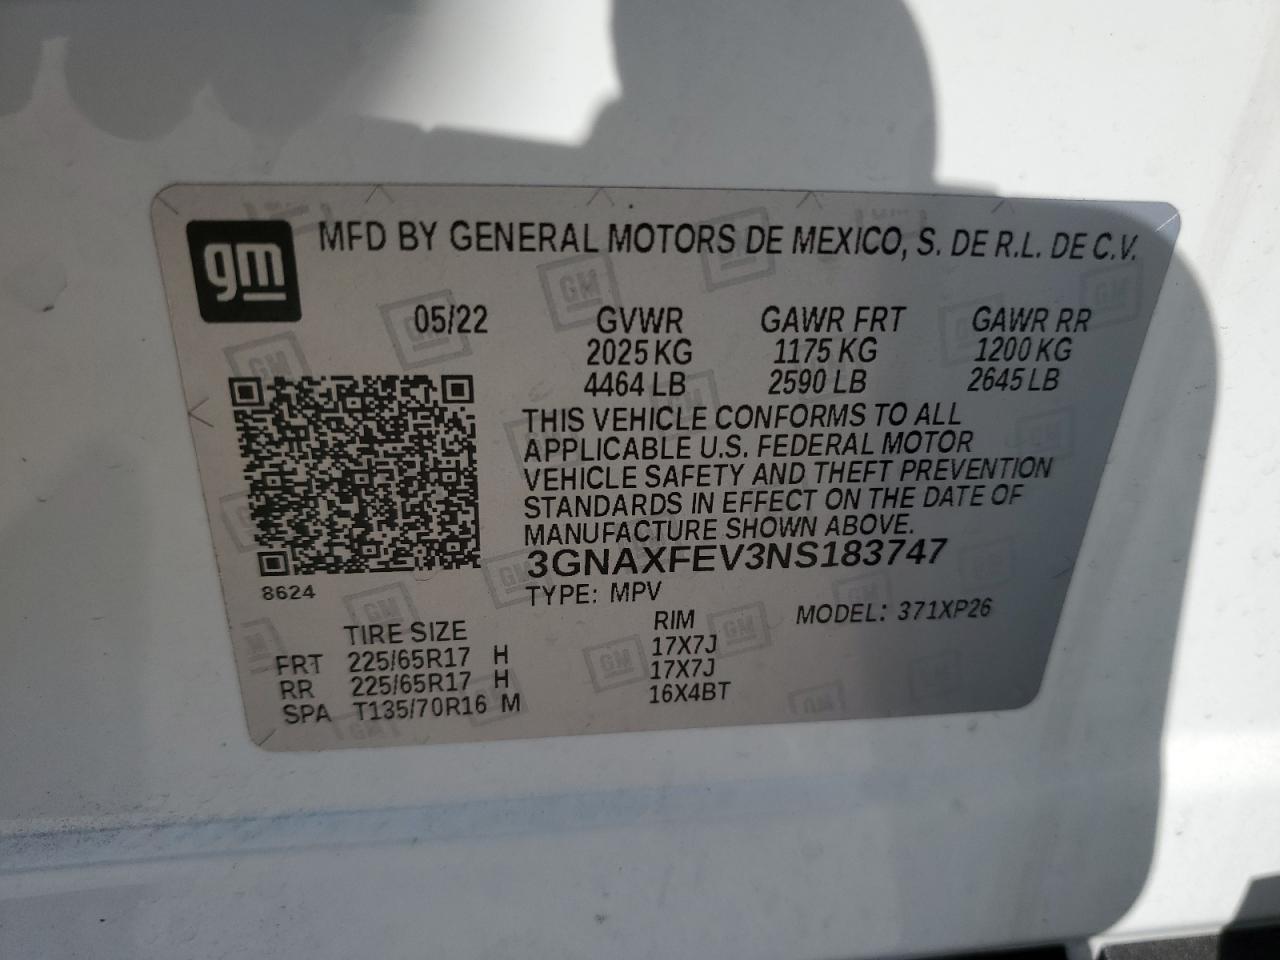 gm MFD BY GENERAL MOTORS DE MEXICO, S. DE R.L. DE C.V.
05/22 GVWR GAWR FRT GAWR RR
2025 KG 1175 KG 1200 KG
4464 LB 2590 LB 2645 LB
THIS VEHICLE CONFORMS TO ALL
APPLICABLE U.S. FEDERAL MOTOR
VEHICLE SAFETY AND THEFT PREVENTION
STANDARDS IN EFFECT ON THE DATE OF
MANUFACTURE SHOWN ABOVE.
3GNAXFEV3NS183747
8624 TYPE: MPV
MODEL: 371XP26
TIRE SIZE RIM
FRT 225/65R17 H 17X7J
RR 225/65R17 H 17X7J
SPA T135/70R16 M 16X4BT